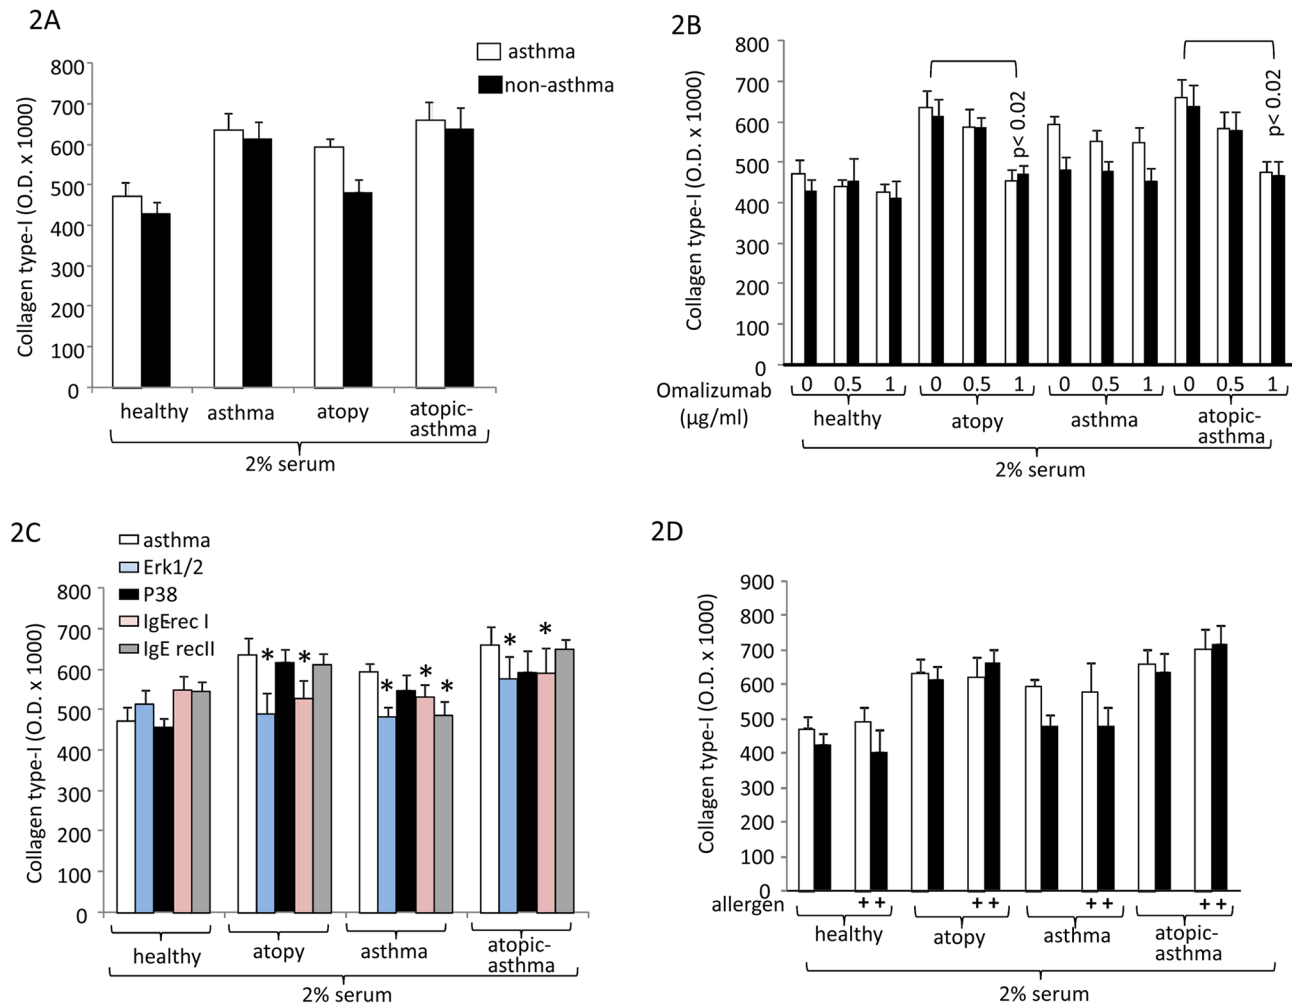 2A
asthma
non-asthma
Collagen type-I (O.D. x 1000)
800
700
600
500
400
300
200
100
0
healthy
asthma
atopy
atopic-
asthma
2% serum
2B
Collagen type-I (O.D. x 1000)
800
700
600
500
400
300
200
100
0
p< 0.02
p< 0.02
Omalizumab 0 0.5 1 0 0.5 1 0 0.5 1 0 0.5 1
(µg/ml)
healthy
atopy
asthma
atopic-
asthma
2% serum
2C
asthma
Erk1/2
P38
IgErec I
IgE recII
Collagen type-I (O.D. x 1000)
800
700
600
500
400
300
200
100
0
* * * * * * *
healthy
atopy
asthma
atopic-
asthma
2% serum
2D
Collagen type-I (O.D. x 1000)
900
800
700
600
500
400
300
200
100
0
allergen ++ ++ ++ ++
healthy
atopy
asthma
atopic-
asthma
2% serum